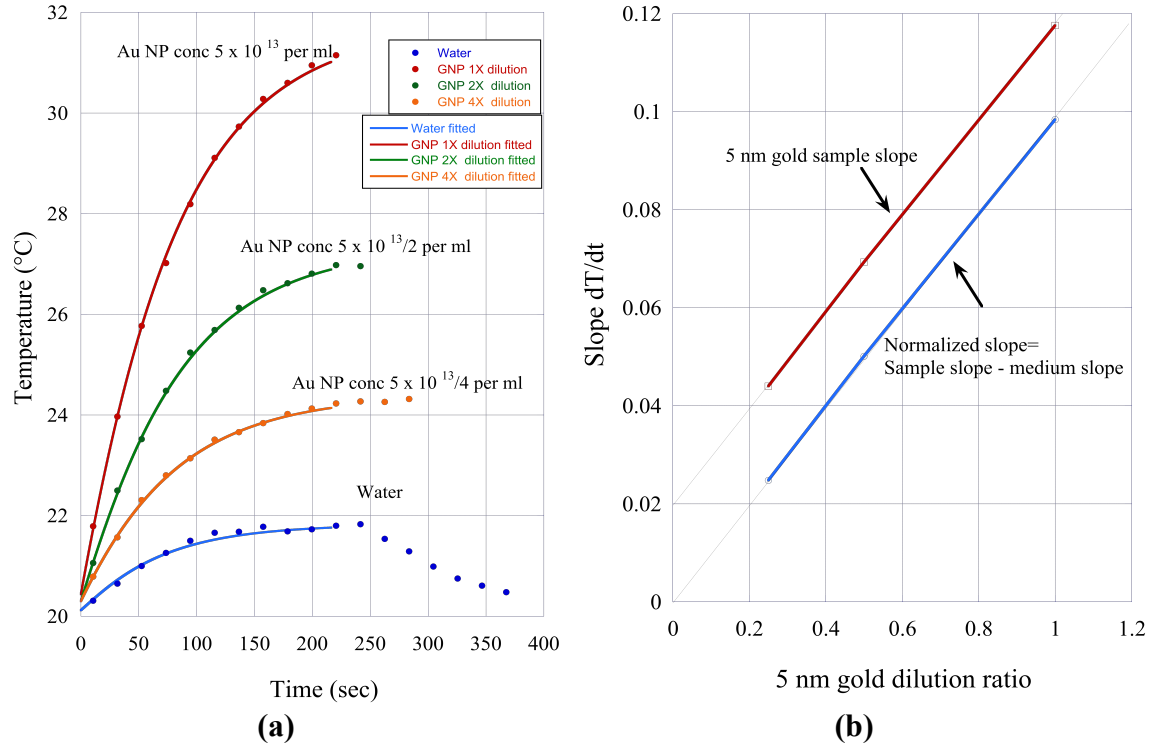 32
30
28
26
24
22
20
Temperature (°C)
Au NP conc 5 x 10 13 per ml
Water
GNP 1X dilution
GNP 2X dilution
GNP 4X dilution
Water fitted
GNP 1X dilution fitted
GNP 2X dilution fitted
GNP 4X dilution fitted
Au NP conc 5 x 10 13/2 per ml
Au NP conc 5 x 10 13/4 per ml
Water
0 50 100 150 200 250 300 350 400
Time (sec)
(a)
0.12
0.1
0.08
0.06
0.04
0.02
0
Slope dT/dt
5 nm gold sample slope
Normalized slope=
Sample slope - medium slope
0 0.2 0.4 0.6 0.8 1 1.2
5 nm gold dilution ratio
(b)